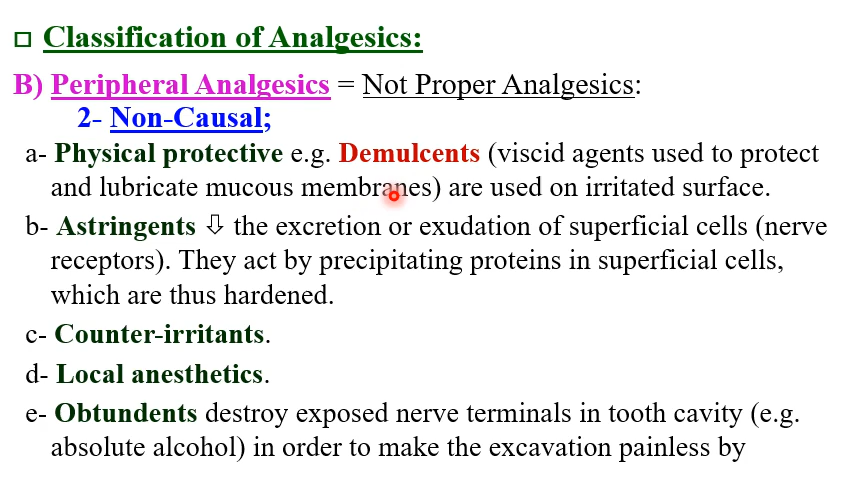 □ Classification of Analgesics:
B) Peripheral Analgesics = Not Proper Analgesics:
2- Non-Causal;
a- Physical protective e.g. Demulcents (viscid agents used to protect
and lubricate mucous membranes) are used on irritated surface.
b- Astringents ⇩ the excretion or exudation of superficial cells (nerve
receptors). They act by precipitating proteins in superficial cells,
which are thus hardened.
c- Counter-irritants.
d- Local anesthetics.
e- Obtundents destroy exposed nerve terminals in tooth cavity (e.g.
absolute alcohol) in order to make the excavation painless by